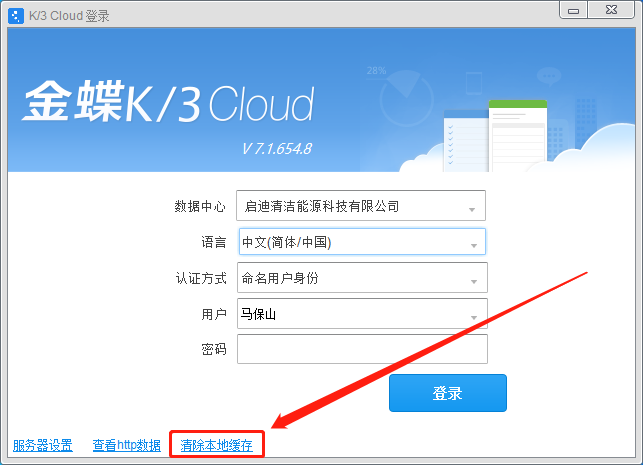 K/3 Cloud 登录
28%
金蝶K/3 Cloud
V 7.1.654.8
数据中心 启迪清洁能源科技有限公司
语言 中文(简体/中国)
认证方式 命名用户身份
用户 马保山
密码
登录
服务器设置 查看http数据 清除本地缓存